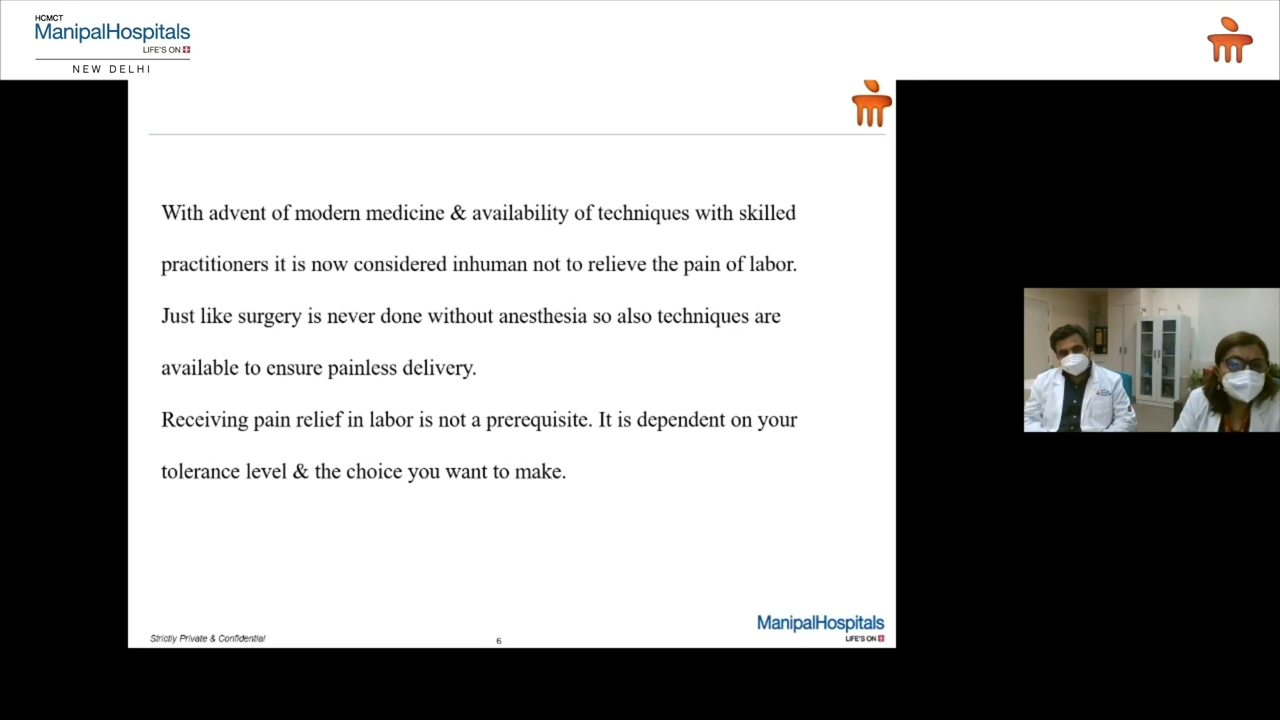 HCMCT
ManipalHospitals
LIFE'S ON
NEW DELHI
With advent of modern medicine & availability of techniques with skilled
practitioners it is now considered inhuman not to relieve the pain of labor.
Just like surgery is never done without anesthesia so also techniques are
available to ensure painless delivery.
Receiving pain relief in labor is not a prerequisite. It is dependent on your
tolerance level & the choice you want to make.
Strictly Private & Confidential
6
ManipalHospitals
LIFE'S ON